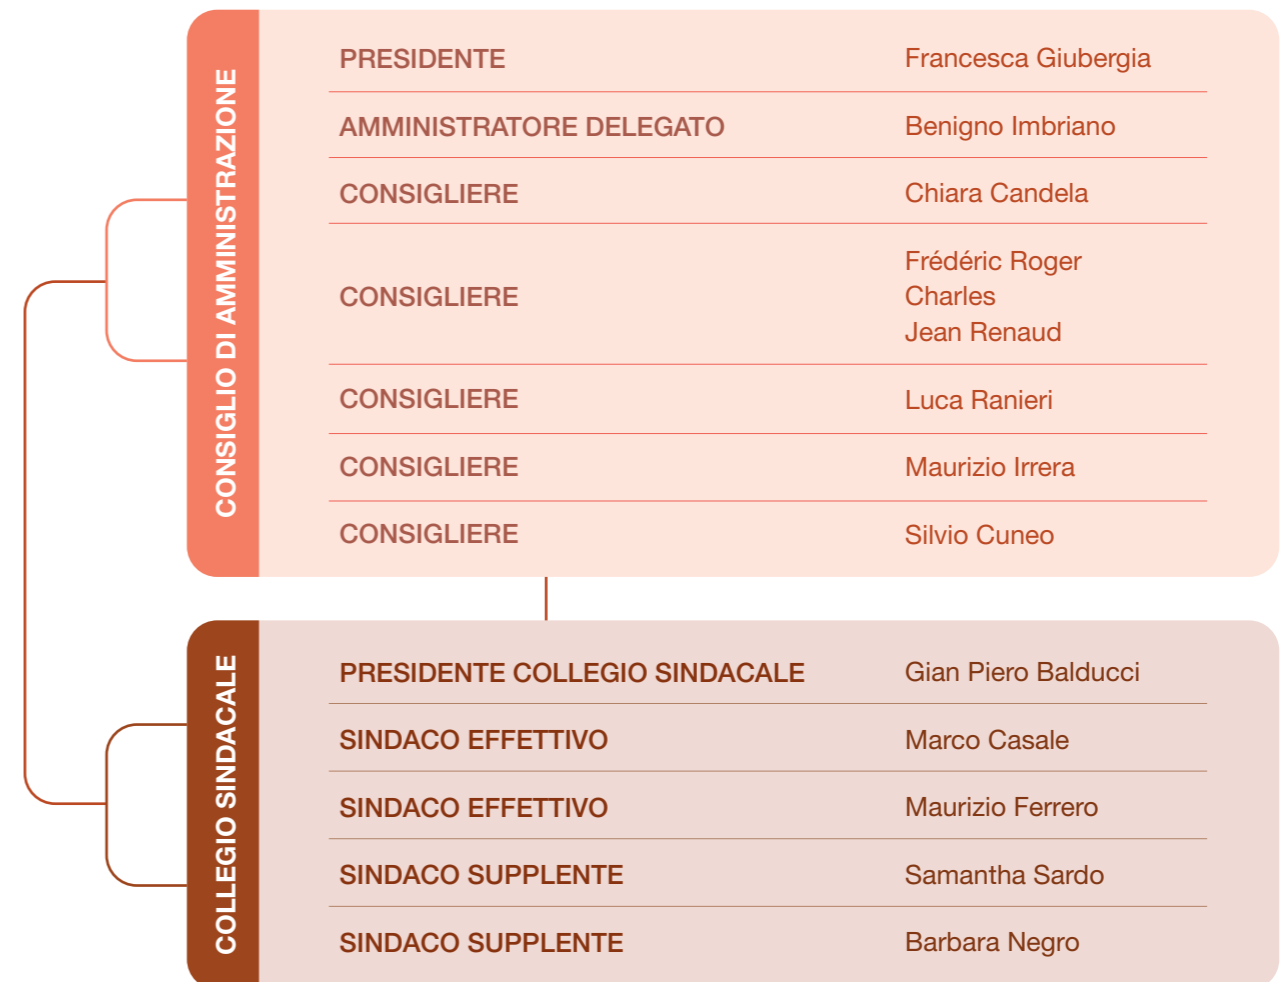 CONSIGLIO DI AMMINISTRAZIONE
PRESIDENTE Francesca Giubergia
AMMINISTRATORE DELEGATO Benigno Imbriano
CONSIGLIERE Chiara Candela
CONSIGLIERE Frédéric Roger
Charles
Jean Renaud
CONSIGLIERE Luca Ranieri
CONSIGLIERE Maurizio Irrera
CONSIGLIERE Silvio Cuneo
COLLEGIO SINDACALE
PRESIDENTE COLLEGIO SINDACALE Gian Piero Balducci
SINDACO EFFETTIVO Marco Casale
SINDACO EFFETTIVO Maurizio Ferrero
SINDACO SUPPLENTE Samantha Sardo
SINDACO SUPPLENTE Barbara Negro